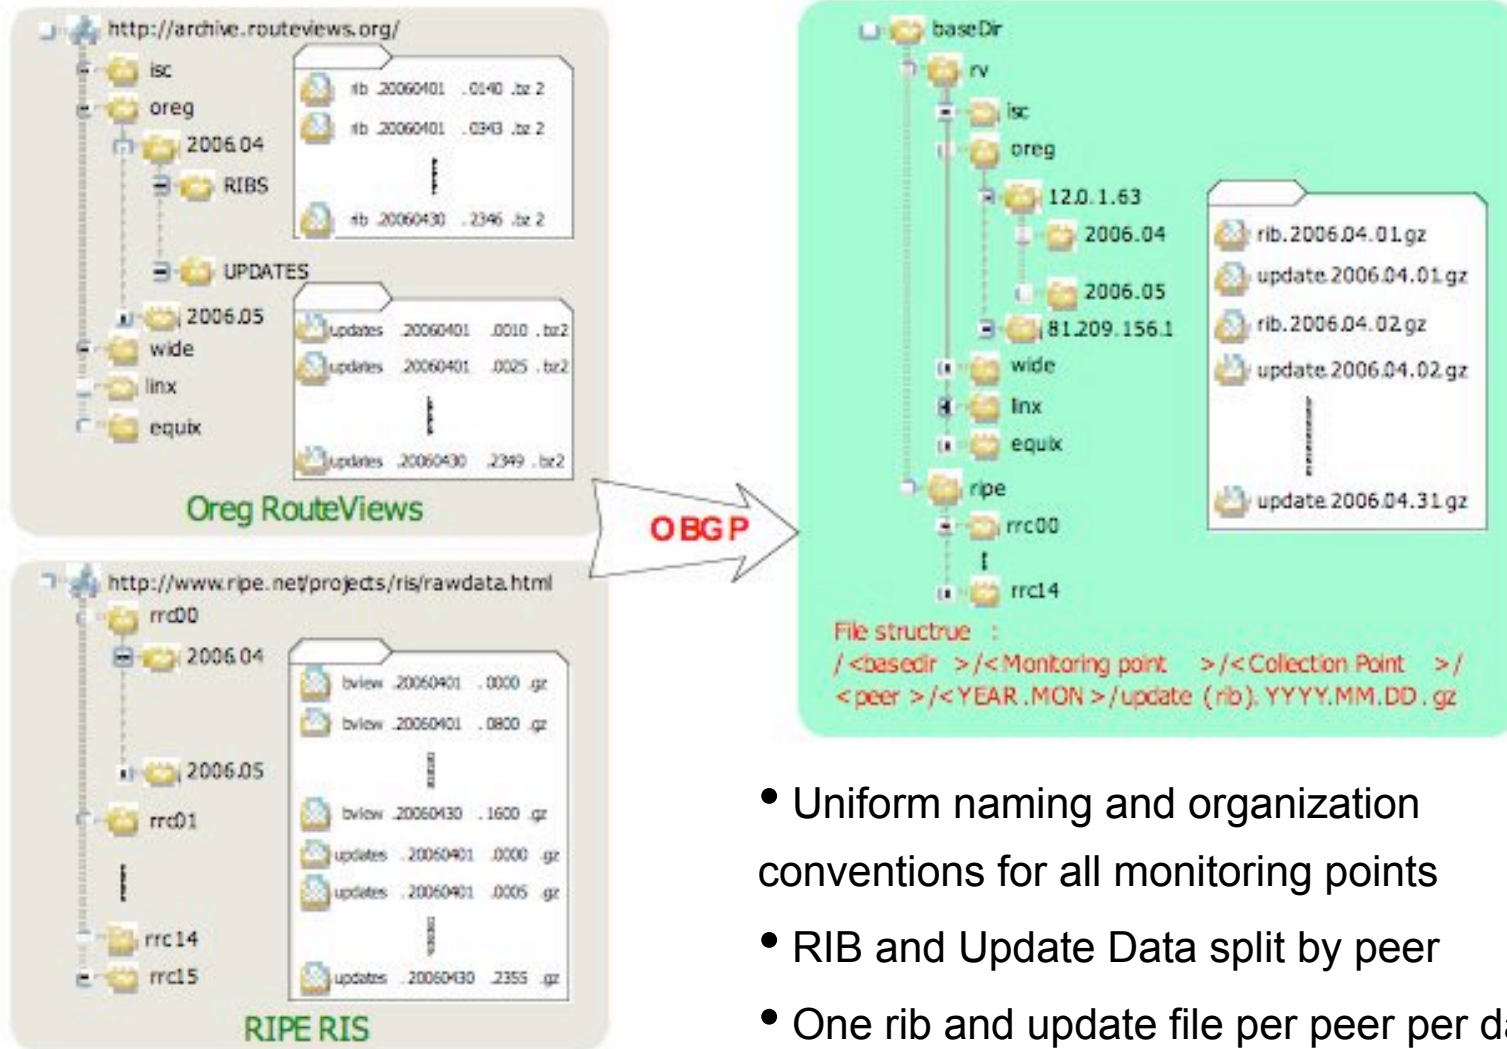 http://archive.routeviews.org/
isc
oreg
2006.04
RIBS
UPDATES
2006.05
wide
linx
equix
rib .20060401 .0140 .bz 2
rib .20060401 .0343 .bz 2
rib .20060430 .2346 .bz 2
updates .20060401 .0010 .bz2
updates .20060401 .0025 .bz2
updates .20060430 .2349 .bz2
Oreg RouteViews
http://www.ripe.net/projects/ris/rawdata.html
rrc00
2006.04
2006.05
rrc01
rrc14
rrc15
bview .20060401 .0000 .gz
bview .20060401 .0800 .gz
bview .20060430 .1600 .gz
updates .20060401 .0000 .gz
updates .20060401 .0005 .gz
updates .20060430 .2355 .gz
RIPE RIS
OBGP
baseDir
rv
isc
oreg
12.0.1.63
2006.04
2006.05
81.209.156.1
wide
linx
equix
ripe
rrc00
rrc14
rib.2006.04.01.gz
update.2006.04.01.gz
rib.2006.04.02.gz
update.2006.04.02.gz
update.2006.04.31.gz
File structrue :
/<basedir >/<Monitoring point >/<Collection Point >/
<peer >/<YEAR.MON>/update (rib).YYYY.MM.DD.gz
• Uniform naming and organization
conventions for all monitoring points
• RIB and Update Data split by peer
• One rib and update file per peer per da